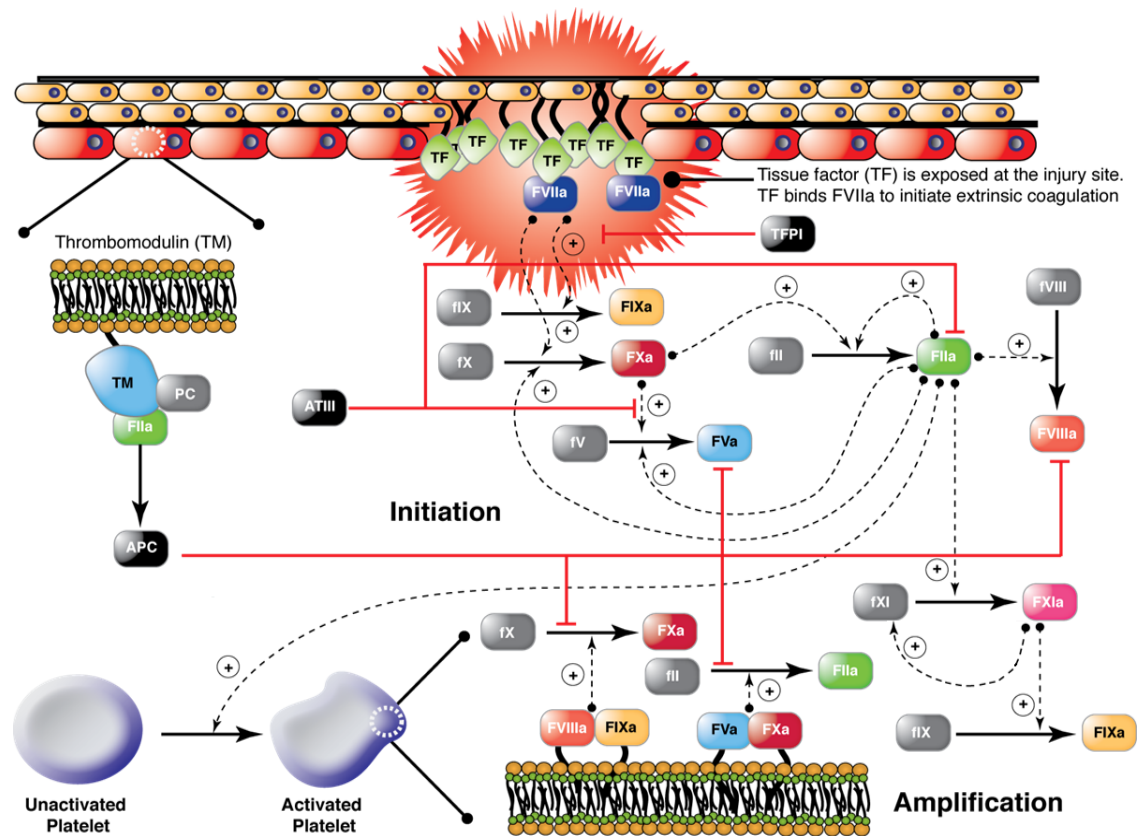 TF
TF
TF
TF
TF
TF
TF
TF
FVIIa
FVIIa
Tissue factor (TF) is exposed at the injury site.
TF binds FVIIa to initiate extrinsic coagulation
Thrombomodulin (TM)
TFPI
+
fIX
FIXa
+
+
fVIII
fX
FXa
+
+
fII
FIIa
+
TM
PC
FIIa
ATIII
+
fV
FVa
+
FVIIIa
Initiation
APC
+
fXI
FXIa
fX
FXa
+
fII
FIIa
+
+
+
+
FVIIIa
FIXa
FVa
FXa
fIX
FIXa
Unactivated
Platelet
Activated
Platelet
Amplification